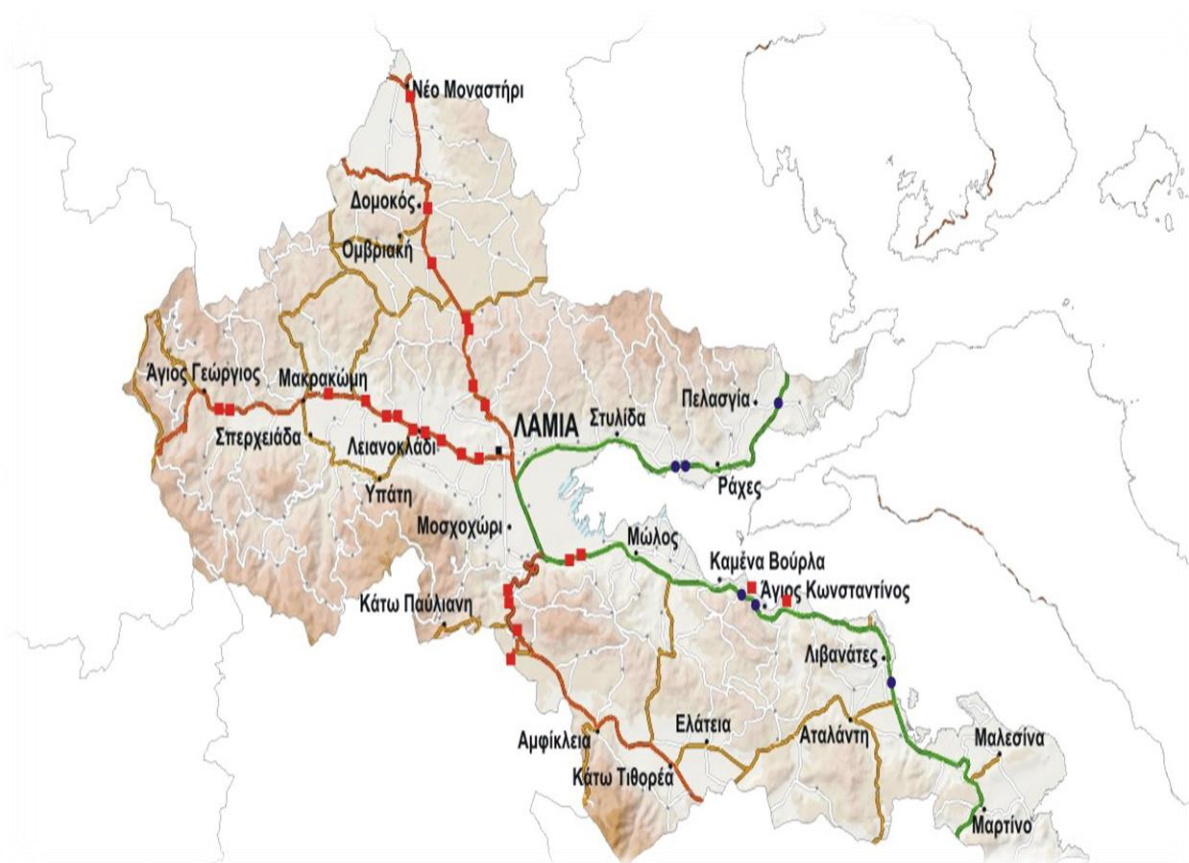 Νέο Μοναστήρι
Δομοκός
Ομβριακή
Άγιος Γεώργιος
Μακρακώμη
Πελασγία
Στυλίδα
ΛΑΜΙΑ
Σπερχειάδα
Λειανοκλάδι
Ράχες
Υπάτη
Μοσχοχώρι
Μώλος
Καμένα Βούρλα
Άγιος Κωνσταντίνος
Κάτω Παύλιανη
Λιβανάτες
Ελάτεια
Αταλάντη
Αμφίκλεια
Μαλεσίνα
Κάτω Τιθορέα
Μαρτίνο